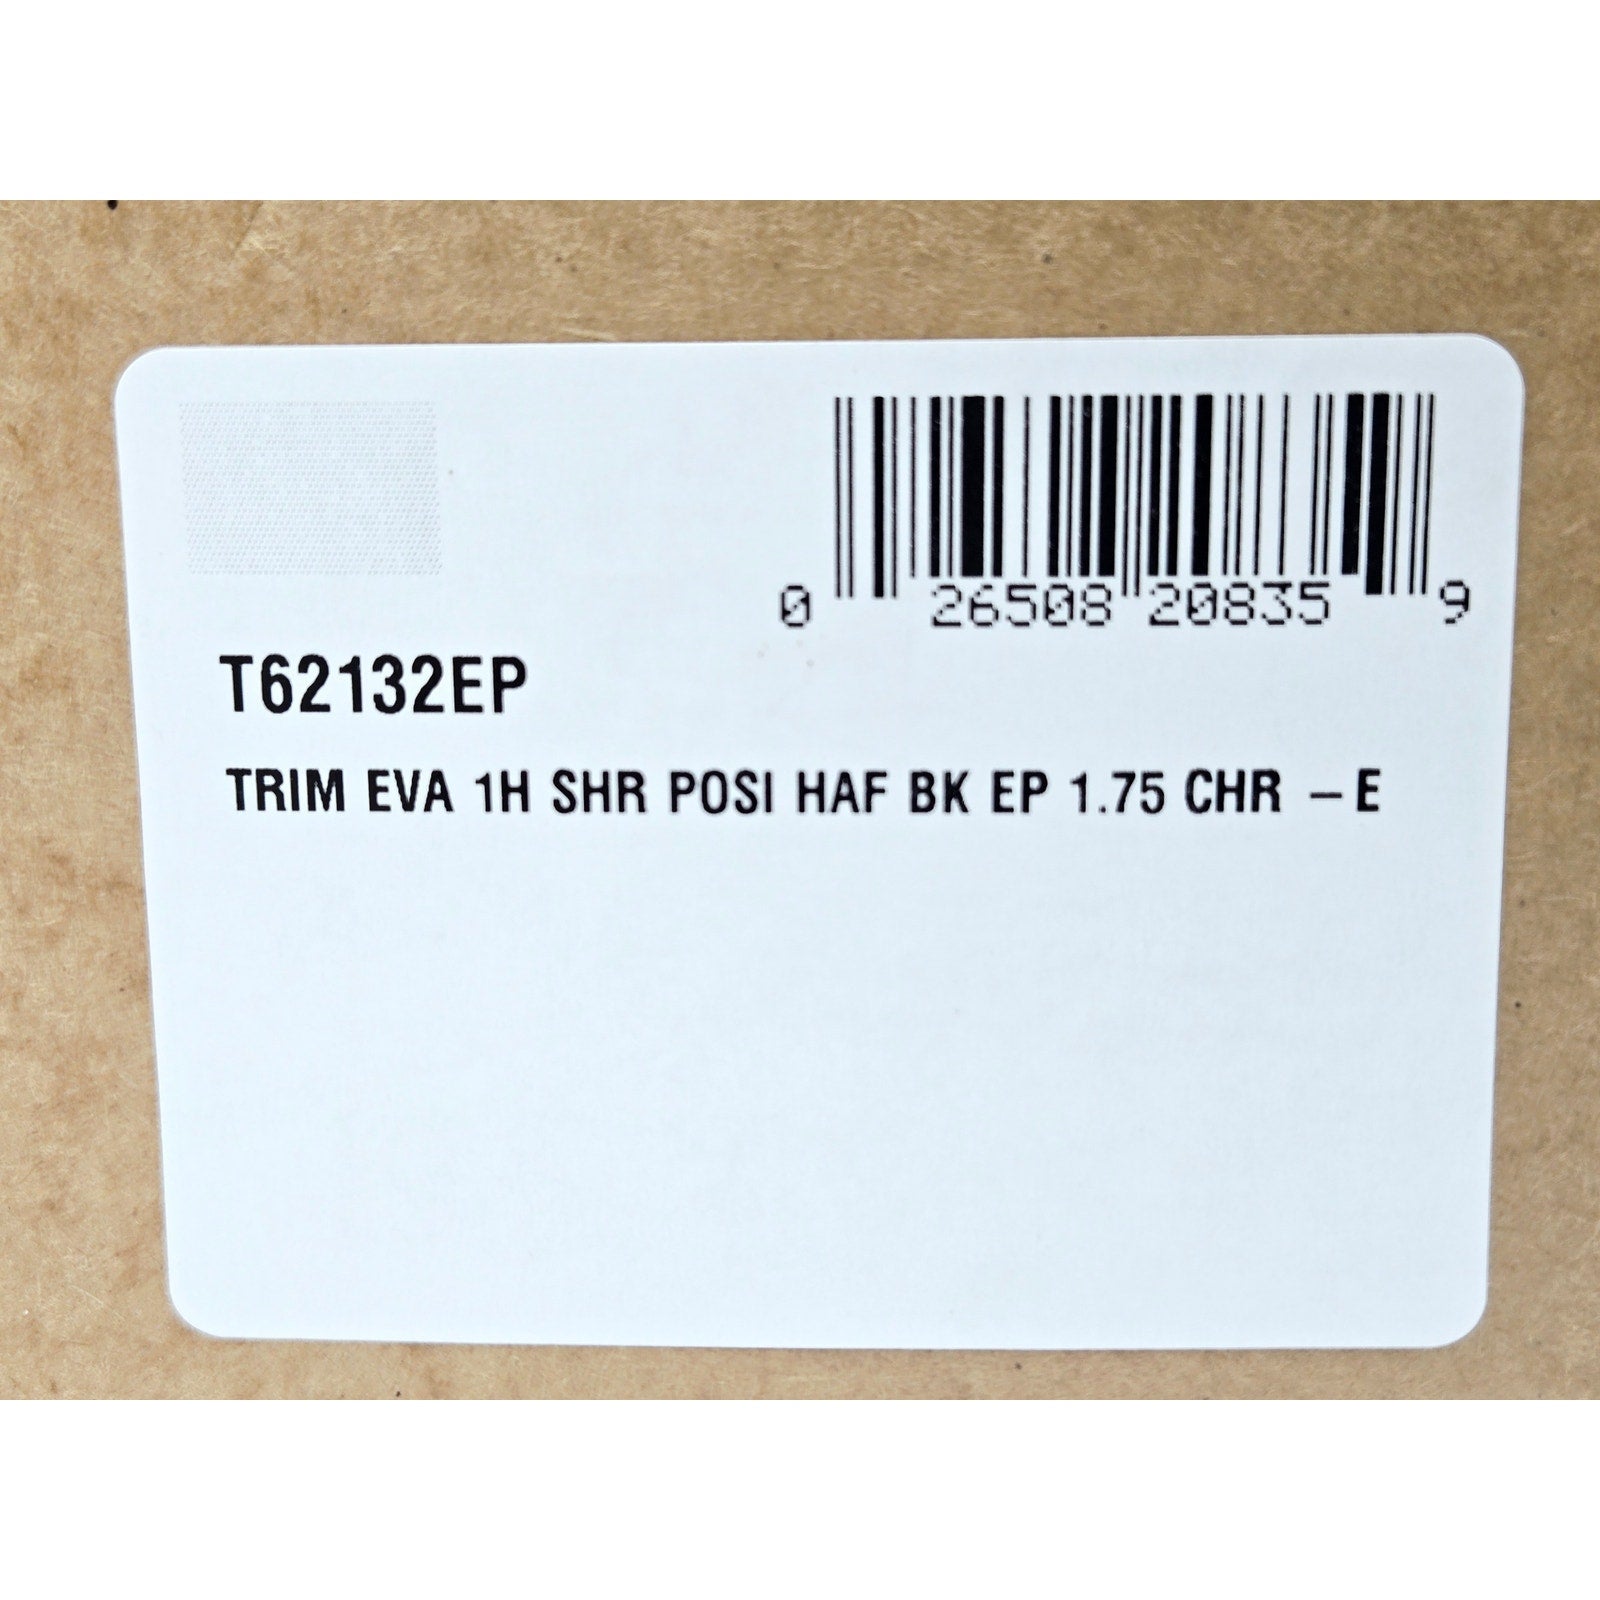 0 26508 20835 9
T62132EP
TRIM EVA 1H SHR POSI HAF BK EP 1.75 CHR – E